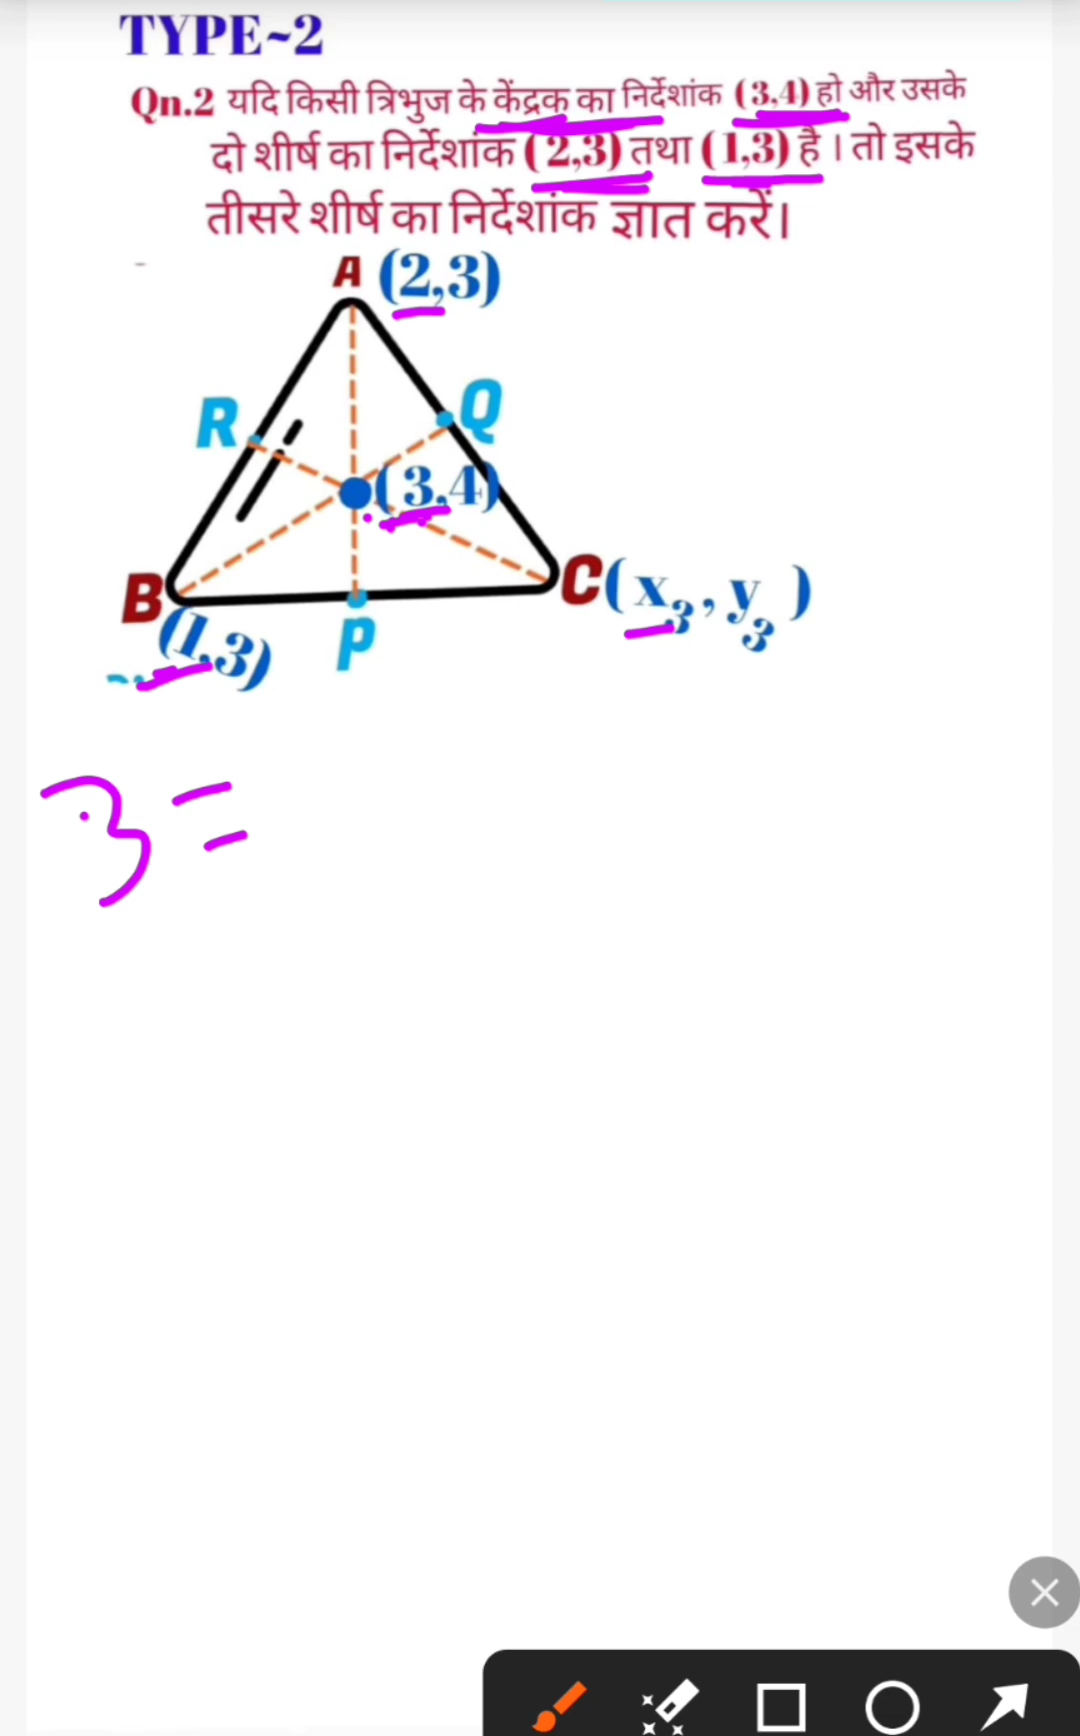 TYPE~2
Qn.2 यदि किसी त्रिभुज के केंद्रक का निर्देशांक (3,4) हो और उसके
दो शीर्ष का निर्देशांक (2,3) तथा (1,3) है । तो इसके
तीसरे शीर्ष का निर्देशांक ज्ञात करें।
A (2,3)
R Q
(3,4)
B C(x₃,y₃)
(1,3) P
3 =